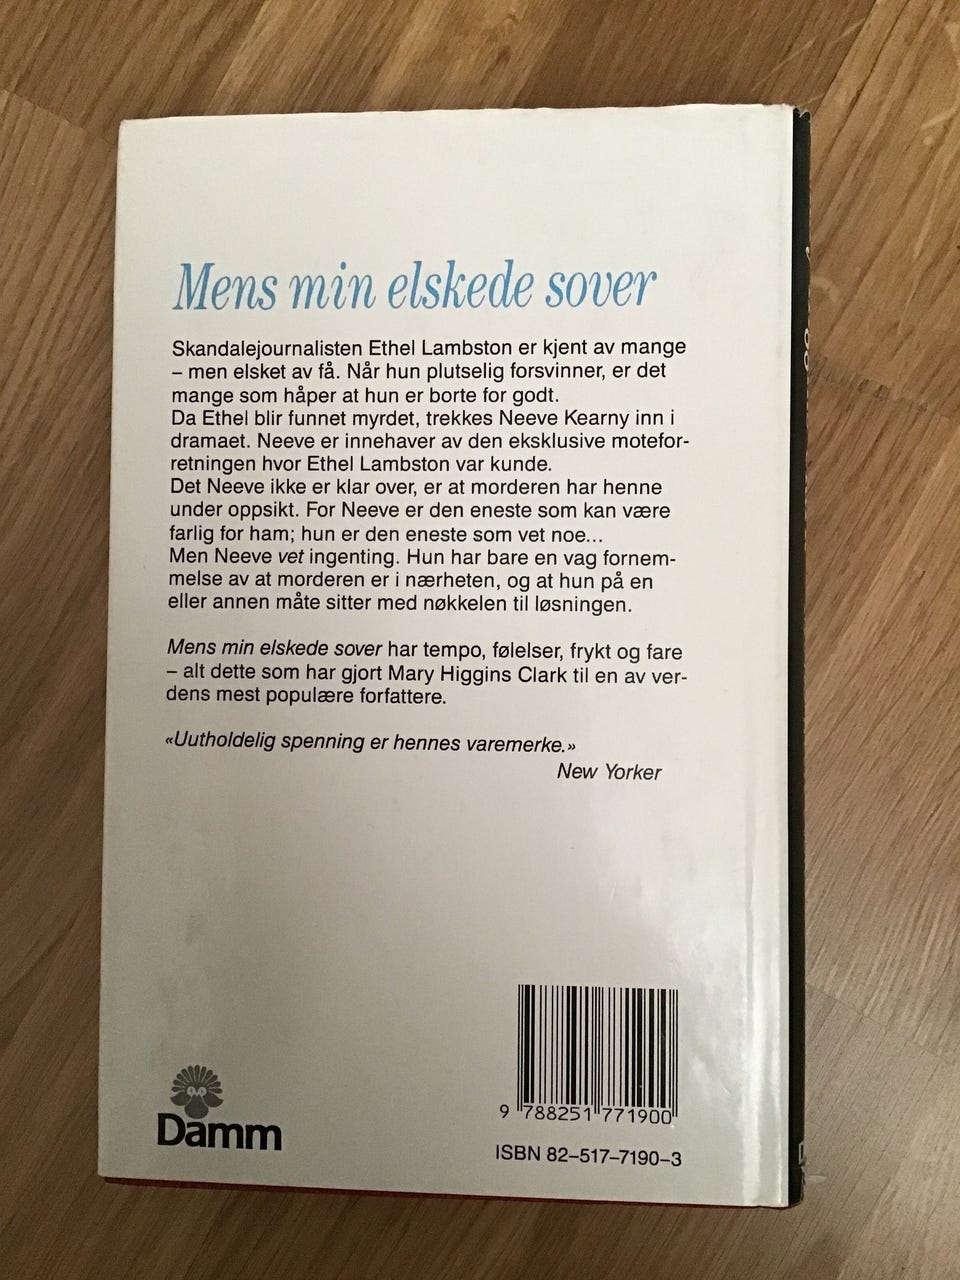 Mens min elskede sover
Skandalejournalisten Ethel Lambston er kjent av mange
– men elsket av få. Når hun plutselig forsvinner, er det
mange som håper at hun er borte for godt.
Da Ethel blir funnet myrdet, trekkes Neeve Kearny inn i
dramaet. Neeve er innehaver av den eksklusive motefor-
retningen hvor Ethel Lambston var kunde.
Det Neeve ikke er klar over, er at morderen har henne
under oppsikt. For Neeve er den eneste som kan være
farlig for ham; hun er den eneste som vet noe...
Men Neeve vet ingenting. Hun har bare en vag fornem-
melse av at morderen er i nærheten, og at hun på en
eller annen måte sitter med nøkkelen til løsningen.
Mens min elskede sover har tempo, følelser, frykt og fare
– alt dette som har gjort Mary Higgins Clark til en av ver-
dens mest populære forfattere.
«Uutholdelig spenning er hennes varemerke.»
New Yorker
9 788251 771900
ISBN 82–517–7190–3
Damm